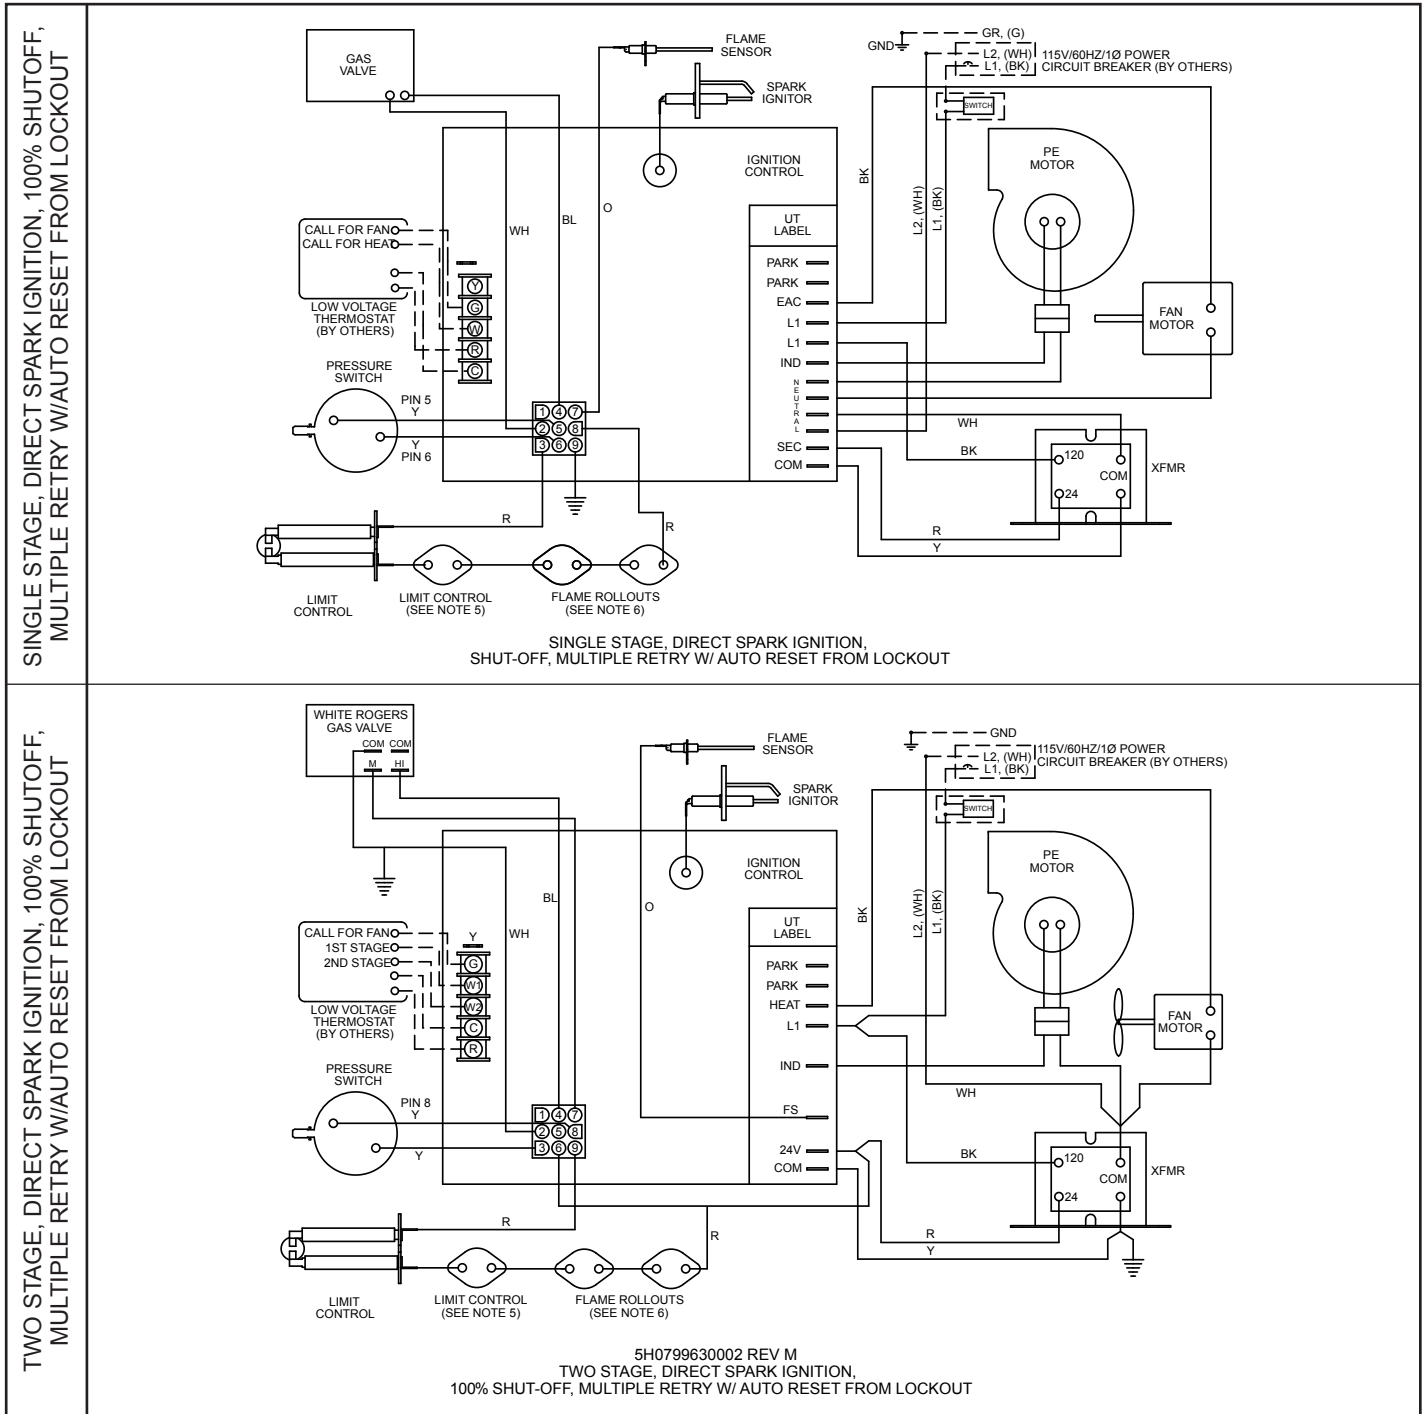 SINGLE STAGE, DIRECT SPARK IGNITION, 100% SHUTOFF,
MULTIPLE RETRY W/AUTO RESET FROM LOCKOUT
GAS
VALVE
FLAME
SENSOR
SPARK
IGNITOR
GND
GR, (G)
L2, (WH)
L1, (BK)
115V/60HZ/1Ø POWER
CIRCUIT BREAKER (BY OTHERS)
SWITCH
IGNITION
CONTROL
PE
MOTOR
BK
L2, (WH)
L1, (BK)
O
BL
WH
CALL FOR FAN
CALL FOR HEAT
LOW VOLTAGE
THERMOSTAT
(BY OTHERS)
Y
G
W
R
C
UT
LABEL
PARK
PARK
EAC
L1
L1
IND
NEUTRAL
SEC
COM
FAN
MOTOR
PRESSURE
SWITCH
PIN 5
Y
Y
PIN 6
1 4 7
2 5 8
3 6 9
WH
BK
120
COM
24
XFMR
R
R
R
Y
LIMIT
CONTROL
LIMIT CONTROL
(SEE NOTE 5)
FLAME ROLLOUTS
(SEE NOTE 6)
SINGLE STAGE, DIRECT SPARK IGNITION,
SHUT-OFF, MULTIPLE RETRY W/ AUTO RESET FROM LOCKOUT
TWO STAGE, DIRECT SPARK IGNITION, 100% SHUTOFF,
MULTIPLE RETRY W/AUTO RESET FROM LOCKOUT
WHITE ROGERS
GAS VALVE
COM COM
M HI
FLAME
SENSOR
SPARK
IGNITOR
GND
L2, (WH)
L1, (BK)
115V/60HZ/1Ø POWER
CIRCUIT BREAKER (BY OTHERS)
SWITCH
IGNITION
CONTROL
PE
MOTOR
BK
L2, (WH)
L1, (BK)
BL
O
WH
CALL FOR FAN
1ST STAGE
2ND STAGE
LOW VOLTAGE
THERMOSTAT
(BY OTHERS)
Y
G
W1
W2
C
R
UT
LABEL
PARK
PARK
HEAT
L1
IND
FS
24V
COM
FAN
MOTOR
PRESSURE
SWITCH
PIN 8
Y
Y
1 4 7
2 5 8
3 6 9
WH
BK
120
COM
24
XFMR
R
R
R
Y
LIMIT
CONTROL
LIMIT CONTROL
(SEE NOTE 5)
FLAME ROLLOUTS
(SEE NOTE 6)
5H0799630002 REV M
TWO STAGE, DIRECT SPARK IGNITION,
100% SHUT-OFF, MULTIPLE RETRY W/ AUTO RESET FROM LOCKOUT